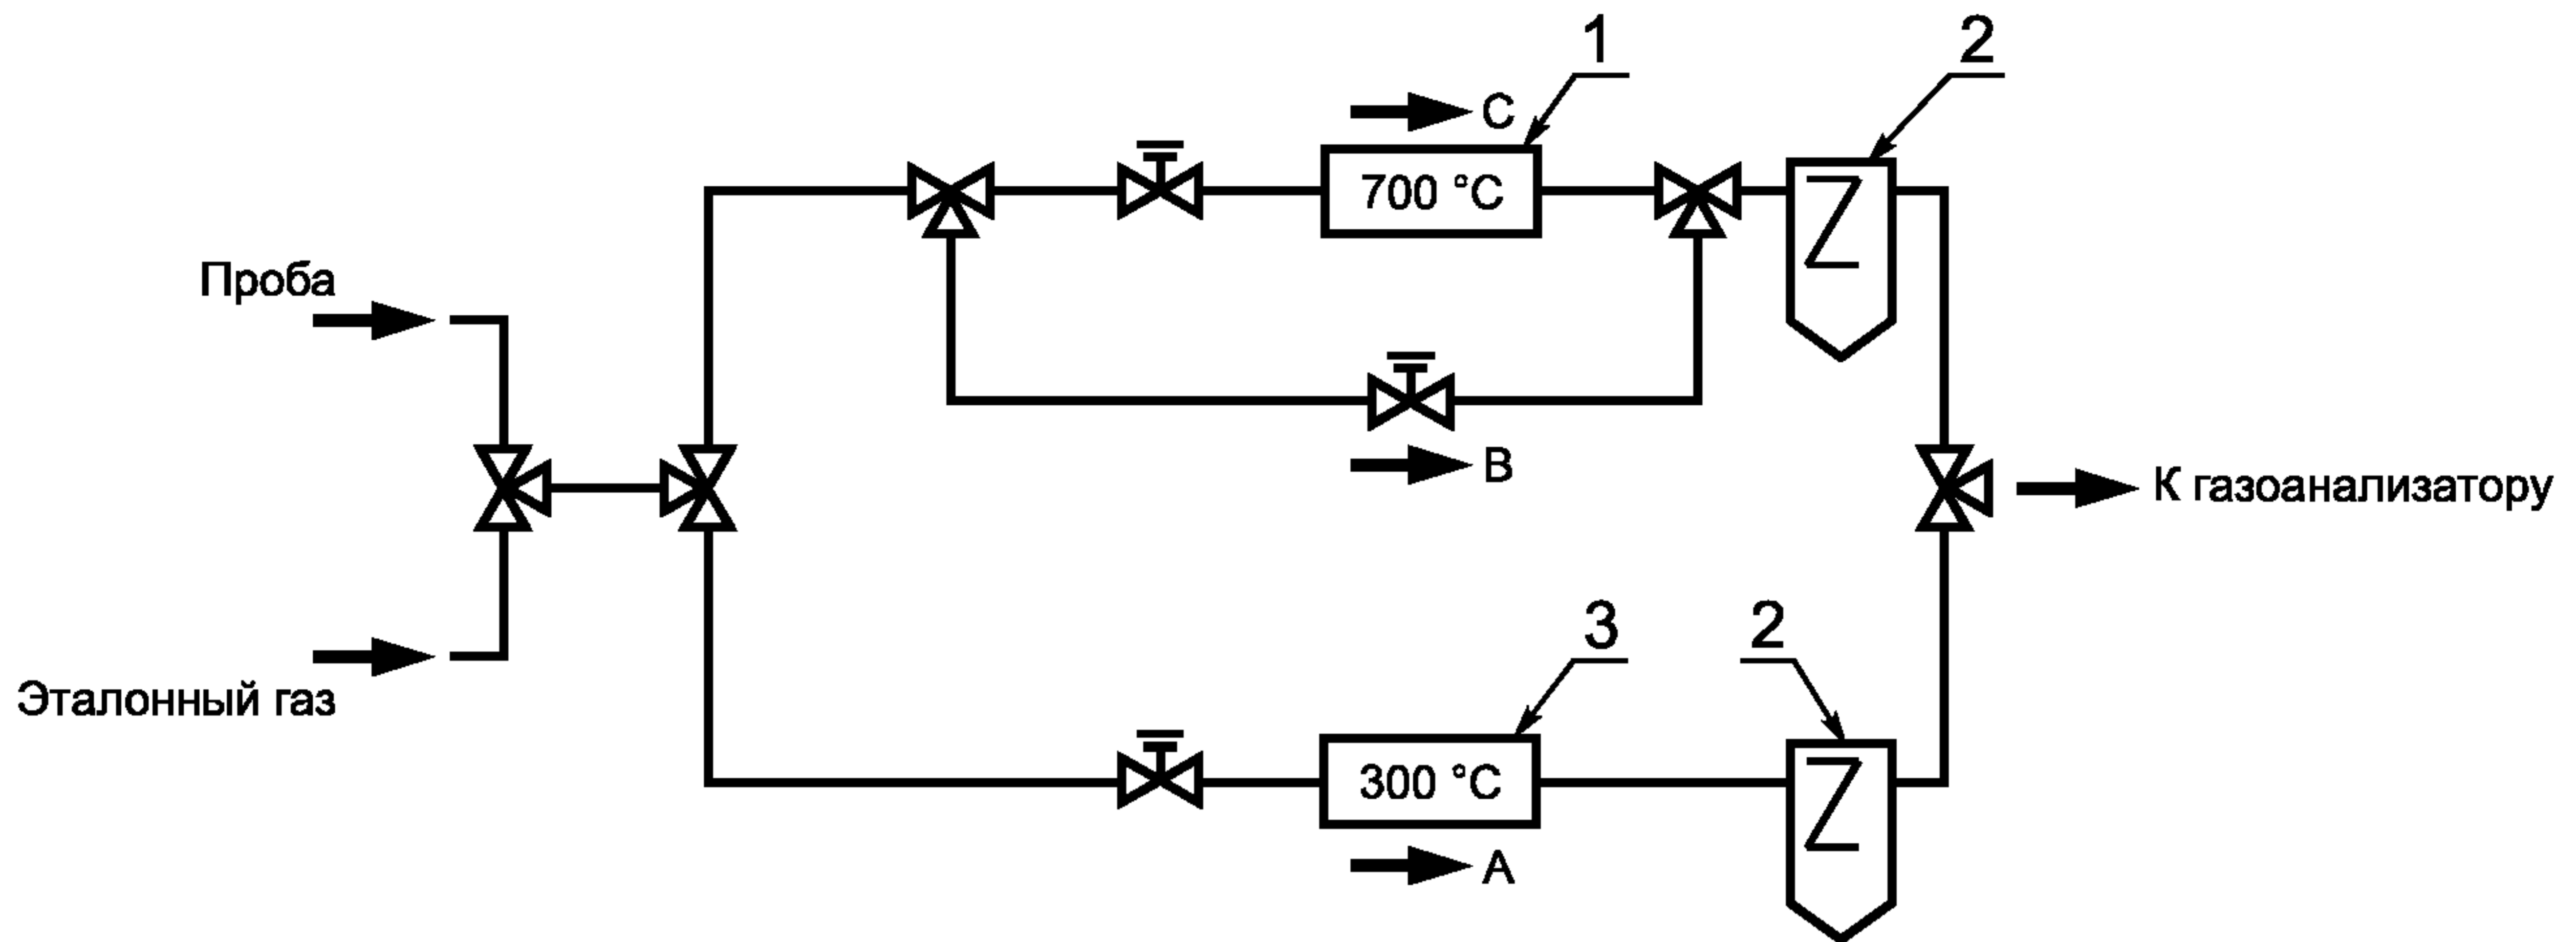 1
2
C
700 °C
Проба
B
К газоанализатору
3
2
Эталонный газ
300 °C
A